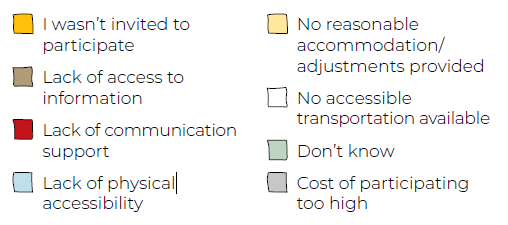 I wasn't invited to
participate
Lack of access to
information
Lack of communication
support
Lack of physical
accessibility
No reasonable
accommodation/
adjustments provided
No accessible
transportation available
Don't know
Cost of participating
too high